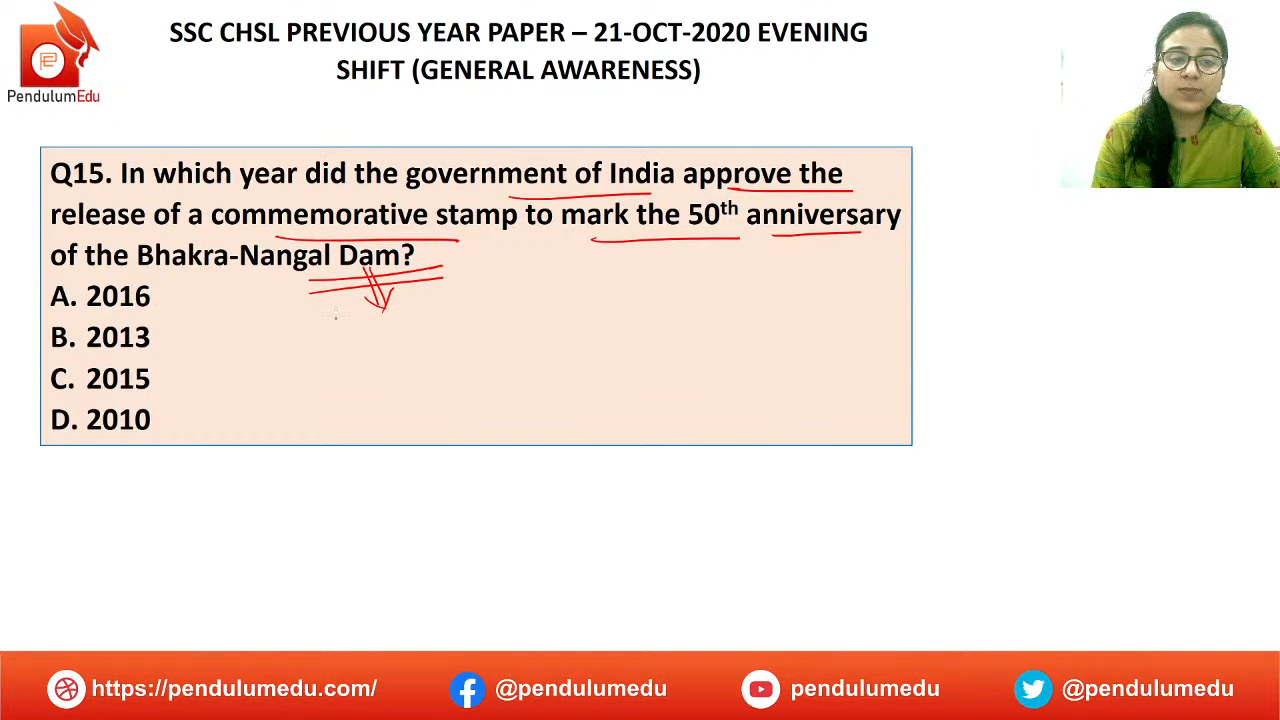 SSC CHSL PREVIOUS YEAR PAPER – 21-OCT-2020 EVENING
SHIFT (GENERAL AWARENESS)
PE
PendulumEdu
Q15. In which year did the government of India approve the
release of a commemorative stamp to mark the 50th anniversary
of the Bhakra-Nangal Dam?
A. 2016
B. 2013
C. 2015
D. 2010
https://pendulumedu.com/
@pendulumedu
pendulumedu
@pendulumedu